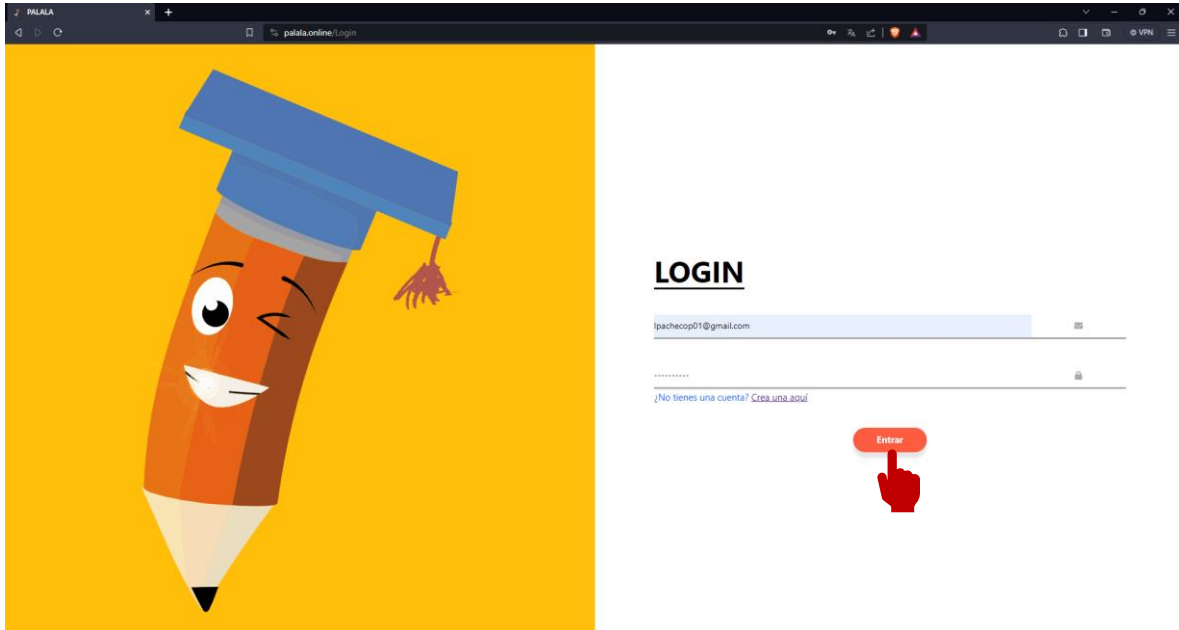 PALALA
palala.online/Login
VPN
LOGIN
lpachecop01@gmail.com
¿No tienes una cuenta? Crea una aquí
Entrar